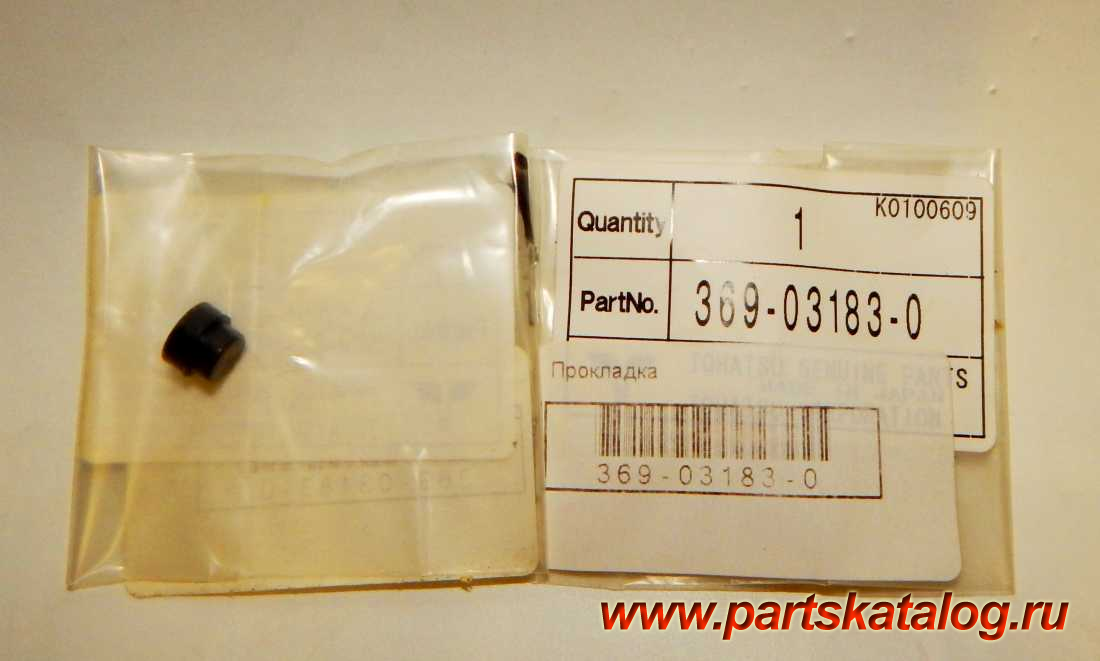 K0100609
Quantity 1
PartNo. 369-03183-0
Прокладка
TOHATSU GENUINE PARTS
MADE IN JAPAN
369-03183-0
www.partskatalog.ru